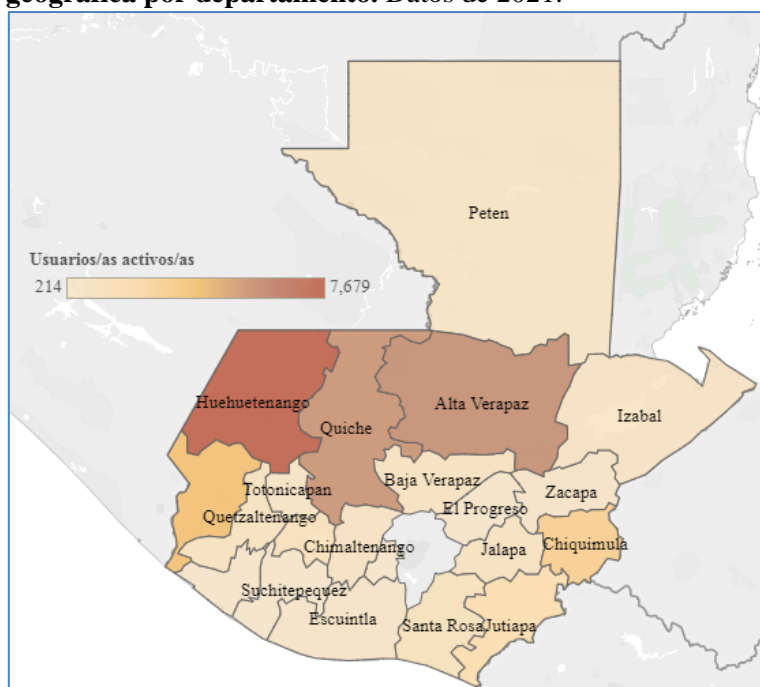 geográfica por departamento. Datos de 2021.
Peten
Usuarios/as activos/as
214 7,679
Huehuetenango
Quiche
Alta Verapaz
Izabal
Baja Verapaz
Totonicapan
Zacapa
El Progreso
Quetzaltenango
Chimaltenango
Jalapa
Chiquimula
Suchitepequez
Escuintla
Santa Rosa
Jutiapa